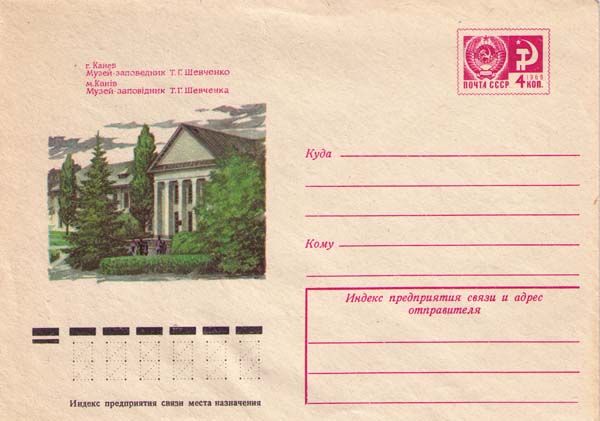 г. Канев
Музей-заповедник Т. Г. Шевченко
м. Канів
Музей-заповідник Т. Г. Шевченка
1966
ПОЧТА СССР 4 КОП.
Куда
Кому
Индекс предприятия связи и адрес
отправителя
Индекс предприятия связи места назначения